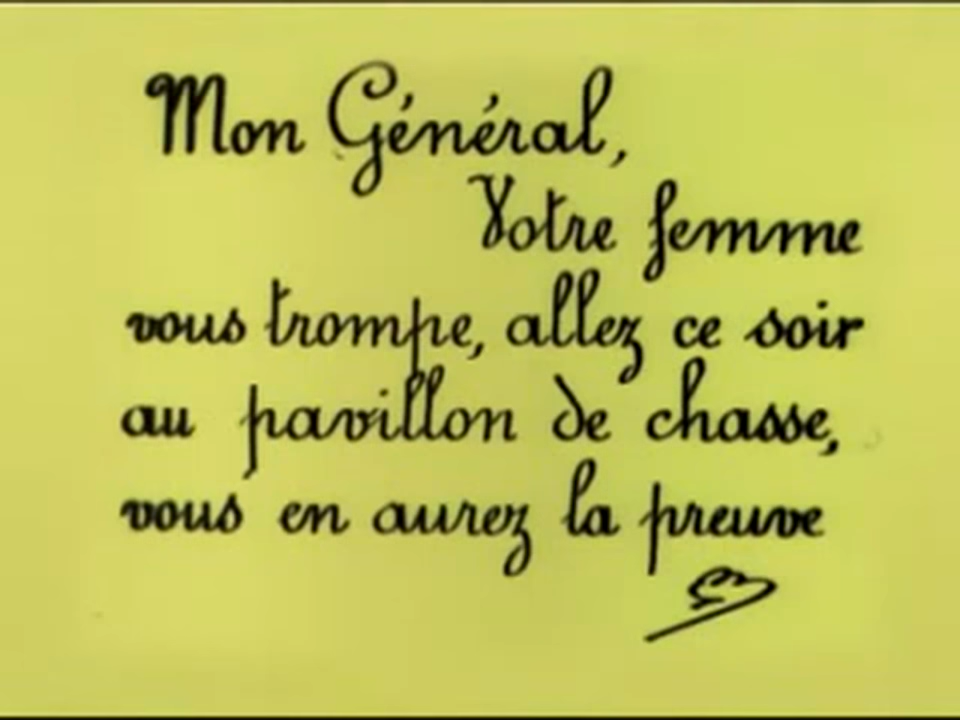 Mon Général,
Votre femme
vous trompe, allez ce soir
au pavillon de chasse,
vous en aurez la preuve